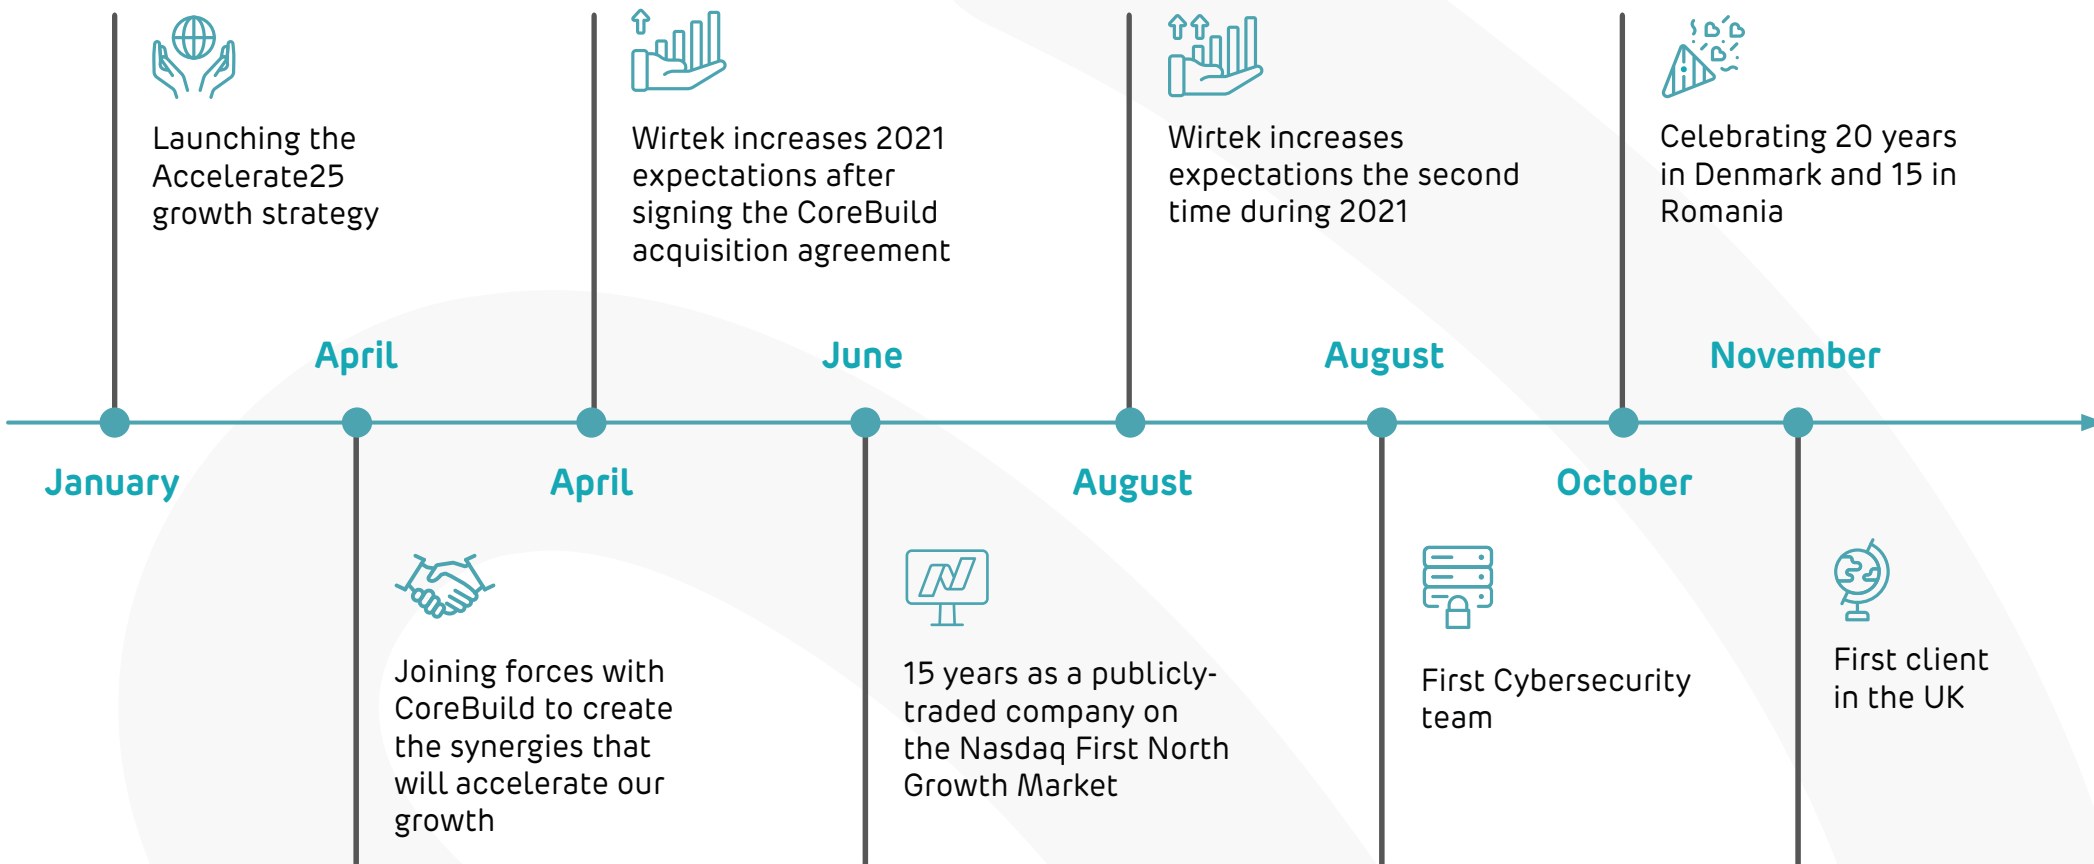 Launching the
Accelerate25
growth strategy
Wirtek increases 2021
expectations after
signing the CoreBuild
acquisition agreement
Wirtek increases
expectations the second
time during 2021
Celebrating 20 years
in Denmark and 15 in
Romania
April
June
August
November
January
April
August
October
Joining forces with
CoreBuild to create
the synergies that
will accelerate our
growth
15 years as a publicly-
traded company on
the Nasdaq First North
Growth Market
First Cybersecurity
team
First client
in the UK